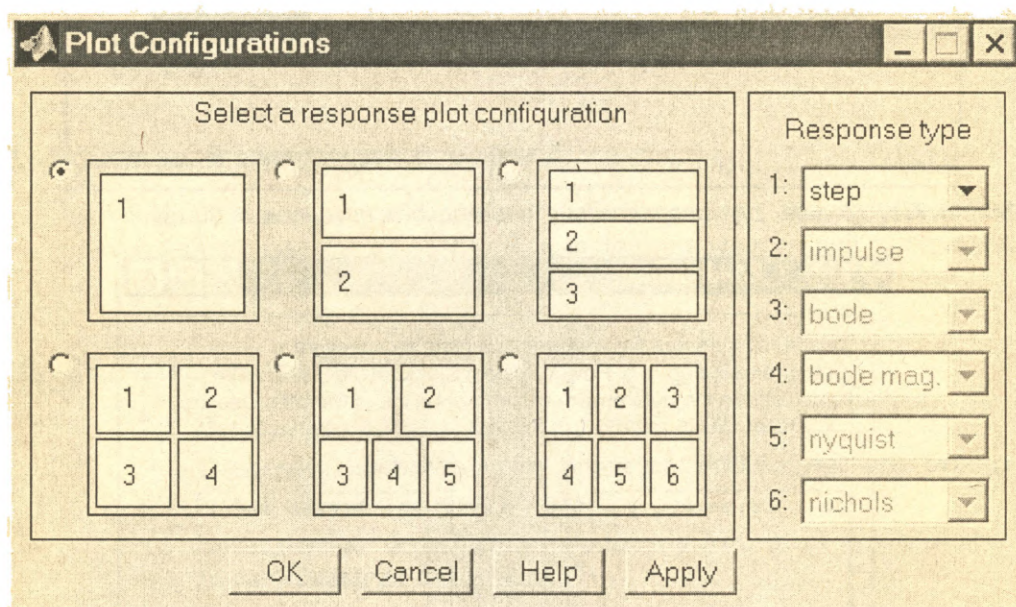 Plot Configurations
Select a response plot configuration
1
1
2
1
2
3
1 2
3 4
1 2
3 4 5
1 2 3
4 5 6
Response type
1: step
2: impulse
3: bode
4: bode mag.
5: nyquist
6: nichols
OK Cancel Help Apply